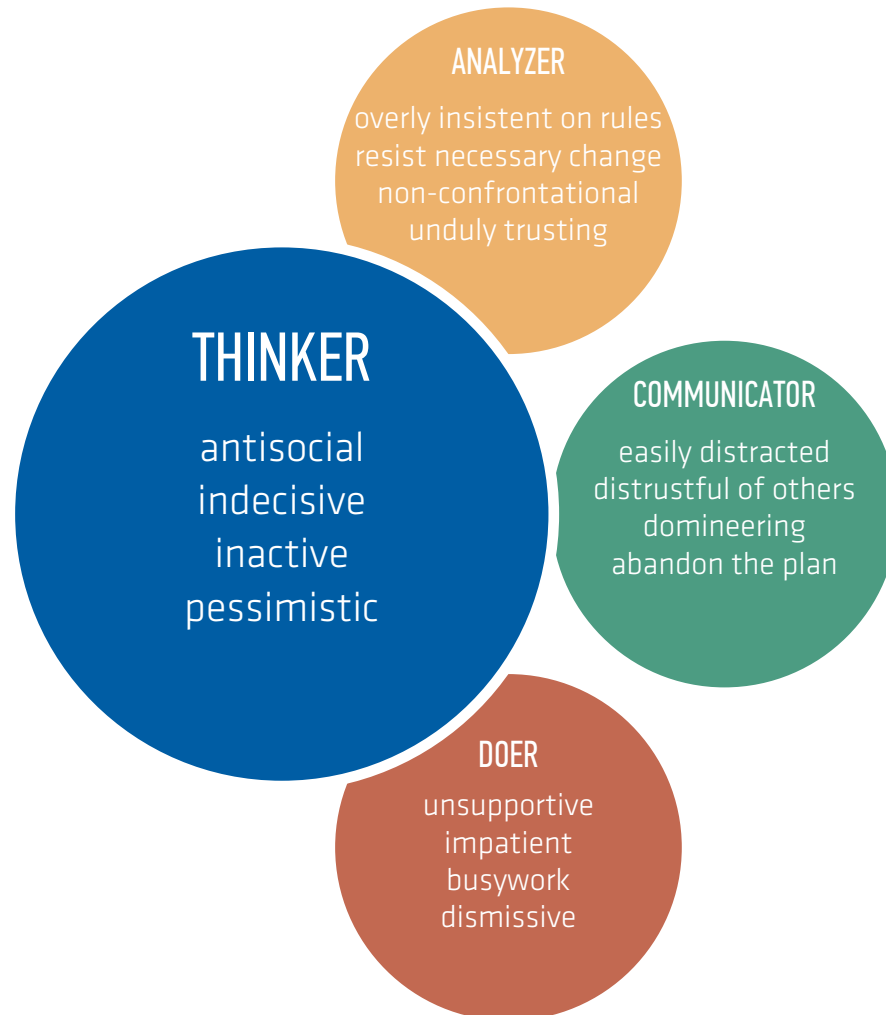 ANALYZER
overly insistent on rules
resist necessary change
non-confrontational
unduly trusting
THINKER
antisocial
indecisive
inactive
pessimistic
COMMUNICATOR
easily distracted
distrustful of others
domineering
abandon the plan
DOER
unsupportive
impatient
busywork
dismissive